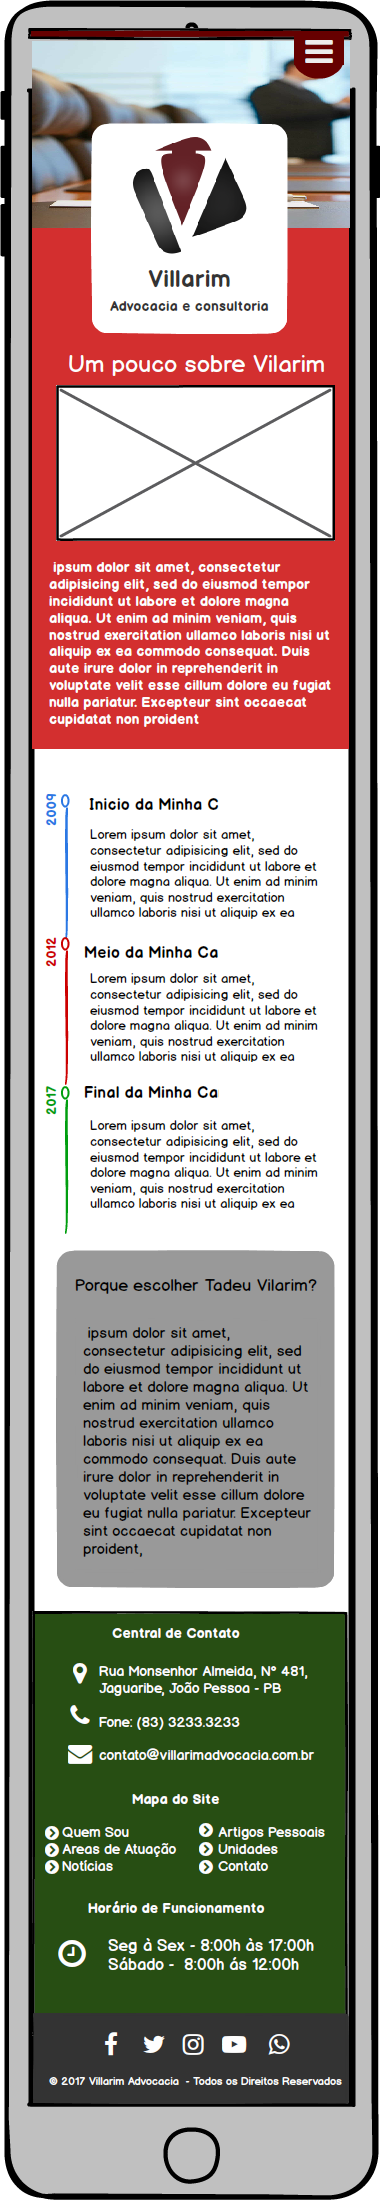 Villarim
Advocacia e consultoria
Um pouco sobre Vilarim
ipsum dolor sit amet, consectetur
adipisicing elit, sed do eiusmod tempor
incididunt ut labore et dolore magna
aliqua. Ut enim ad minim veniam, quis
nostrud exercitation ullamco laboris nisi ut
aliquip ex ea commodo consequat. Duis
aute irure dolor in reprehenderit in
voluptate velit esse cillum dolore eu fugiat
nulla pariatur. Excepteur sint occaecat
cupidatat non proident
2009
Inicio da Minha C
Lorem ipsum dolor sit amet,
consectetur adipisicing elit, sed do
eiusmod tempor incididunt ut labore et
dolore magna aliqua. Ut enim ad minim
veniam, quis nostrud exercitation
ullamco laboris nisi ut aliquip ex ea
2012
Meio da Minha Ca
Lorem ipsum dolor sit amet,
consectetur adipisicing elit, sed do
eiusmod tempor incididunt ut labore et
dolore magna aliqua. Ut enim ad minim
veniam, quis nostrud exercitation
ullamco laboris nisi ut aliquip ex ea
2017
Final da Minha Ca
Lorem ipsum dolor sit amet,
consectetur adipisicing elit, sed do
eiusmod tempor incididunt ut labore et
dolore magna aliqua. Ut enim ad minim
veniam, quis nostrud exercitation
ullamco laboris nisi ut aliquip ex ea
Porque escolher Tadeu Vilarim?
ipsum dolor sit amet,
consectetur adipisicing elit, sed
do eiusmod tempor incididunt ut
labore et dolore magna aliqua. Ut
enim ad minim veniam, quis
nostrud exercitation ullamco
laboris nisi ut aliquip ex ea
commodo consequat. Duis aute
irure dolor in reprehenderit in
voluptate velit esse cillum dolore
eu fugiat nulla pariatur. Excepteur
sint occaecat cupidatat non
proident,
Central de Contato
Rua Monsenhor Almeida, Nº 481,
Jaguaribe, João Pessoa - PB
Fone: (83) 3233.3233
contato@villarimadvocacia.com.br
Mapa do Site
Quem Sou
Areas de Atuação
Notícias
Artigos Pessoais
Unidades
Contato
Horário de Funcionamento
Seg à Sex - 8:00h às 17:00h
Sábado - 8:00h ás 12:00h
© 2017 Villarim Advocacia - Todos os Direitos Reservados